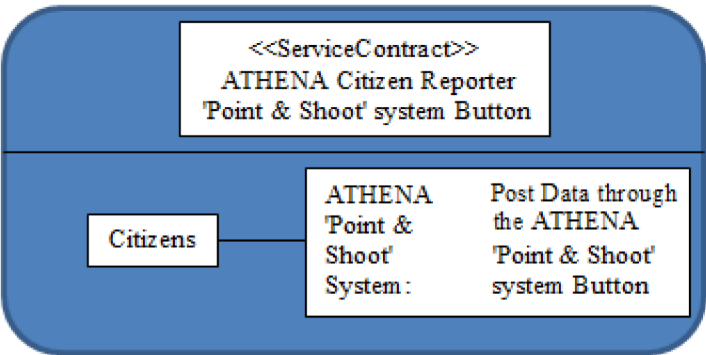 <<ServiceContract>>
ATHENA Citizen Reporter
'Point & Shoot' system Button
Citizens
ATHENA
'Point &
Shoot'
System:
Post Data through
the ATHENA
'Point & Shoot'
system Button